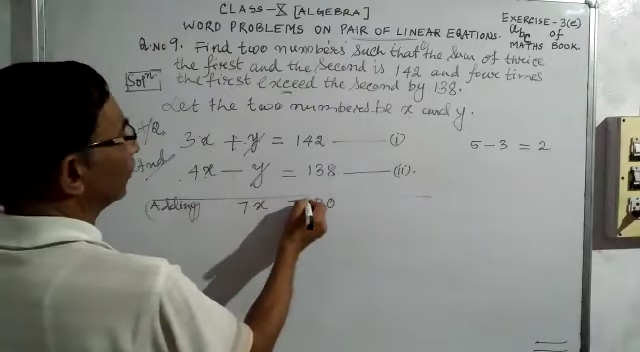 CLASS-X [ALGEBRA]
WORD PROBLEMS ON PAIR OF LINEAR EQUATIONS.
EXERCISE-3(E)
abc of
MATHS BOOK
Q.No 9. Find two numbers such that the sum of thrice
the first and the second is 142 and four times
the first exceed the second by 138.
Soln
Let the two numbers be x and y.
A/Q.
3x + y = 142 —— (i)
And
4x — y = 138 —— (ii).
5 - 3 = 2
(Adding) 7x = 0